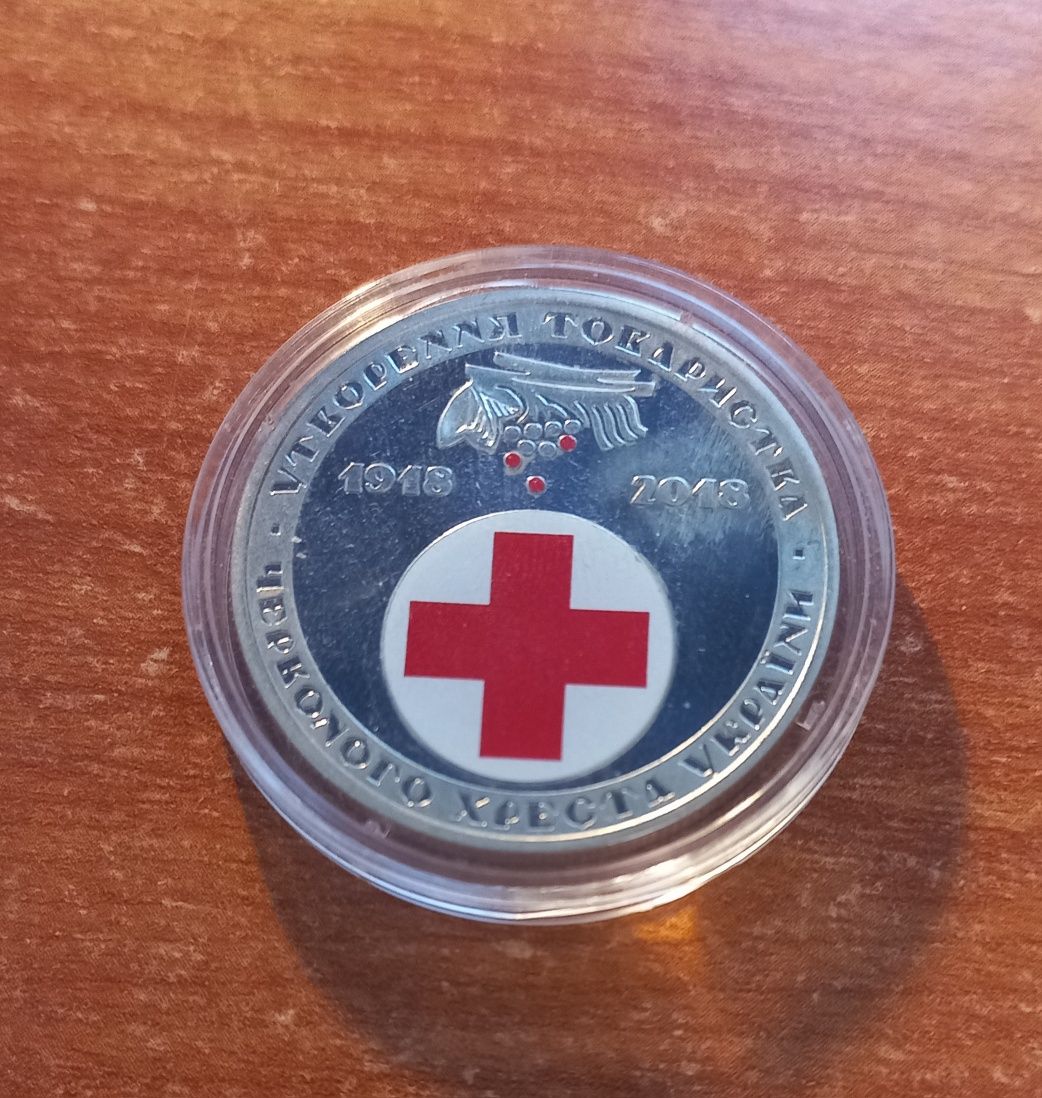 УТВОРЕННЯ ТОВАРИСТВА
1918 2018
ЧЕРВОНОГО ХРЕСТА УКРАЇНИ